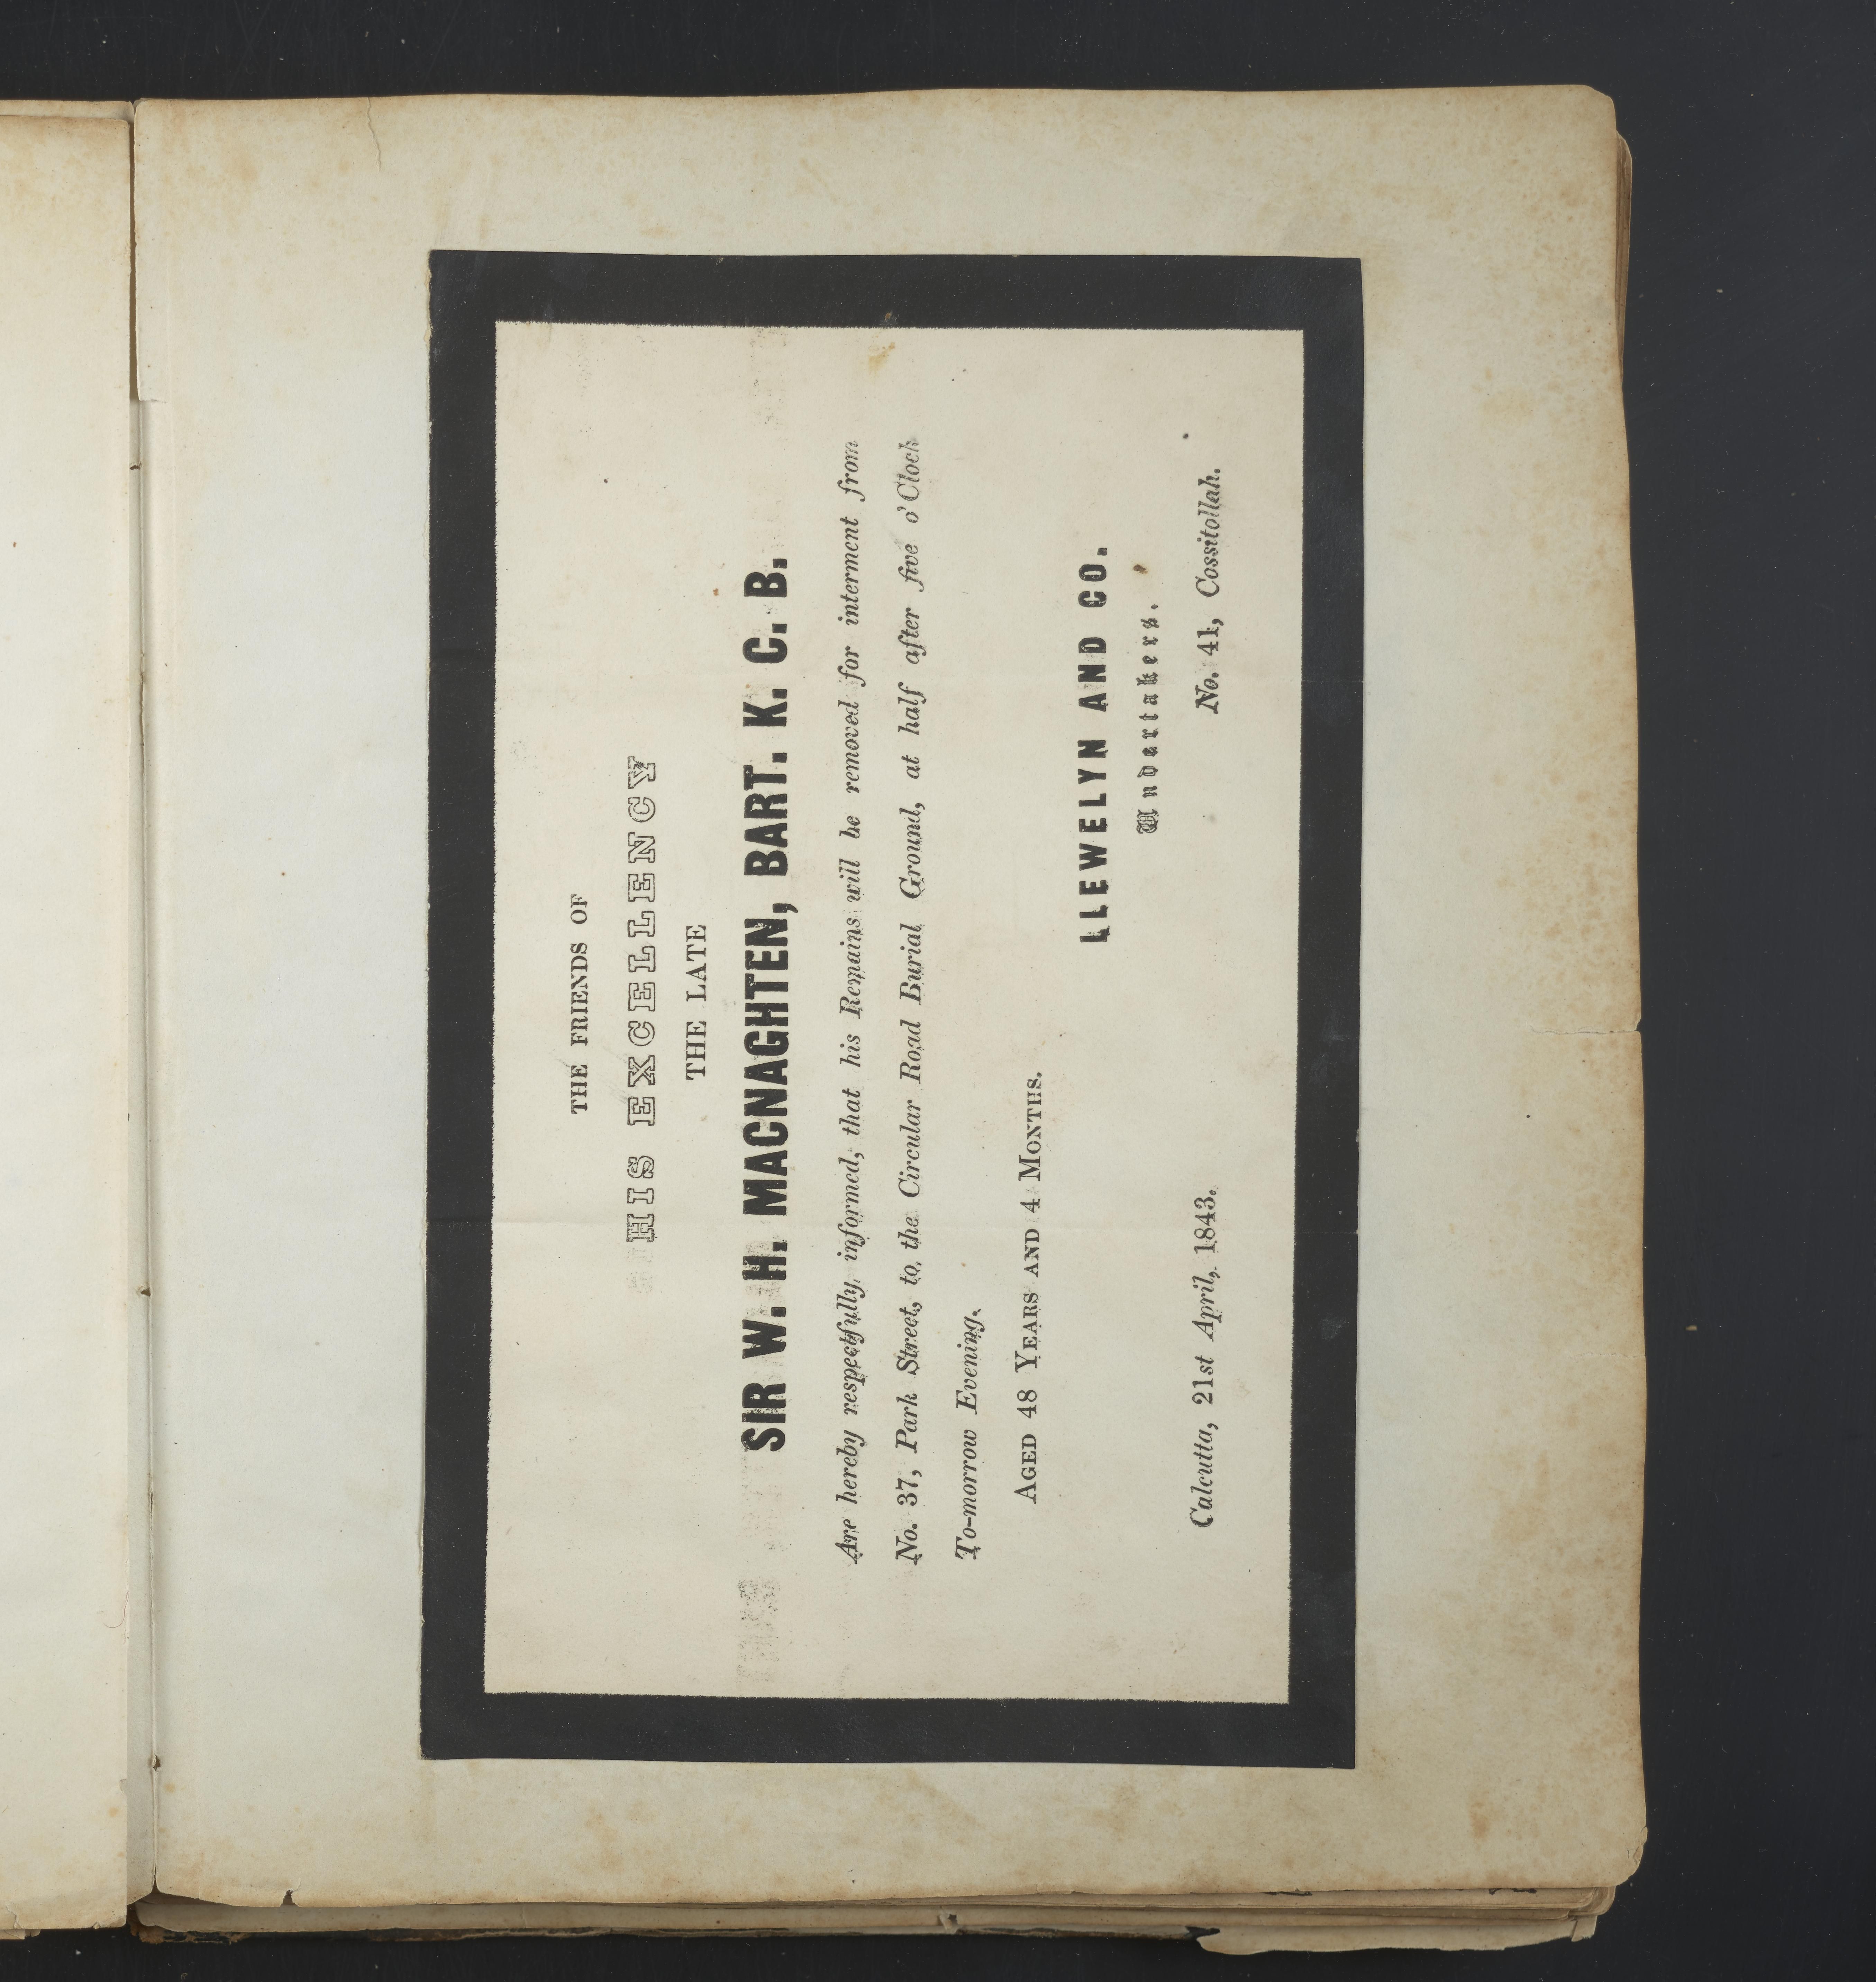 THE FRIENDS OF
HIS EXCELLENCY
THE LATE
SIR W. H. MACNAGHTEN, BART. K. C. B.
Are hereby respectfully informed, that his Remains will be removed for interment from
No. 37, Park Street, to the Circular Road Burial Ground, at half after five o'Clock
To-morrow Evening.
AGED 48 YEARS AND 4 MONTHS.
LLEWELYN AND CO.
Undertakers.
Calcutta, 21st April, 1843. No. 41, Cossitollah.